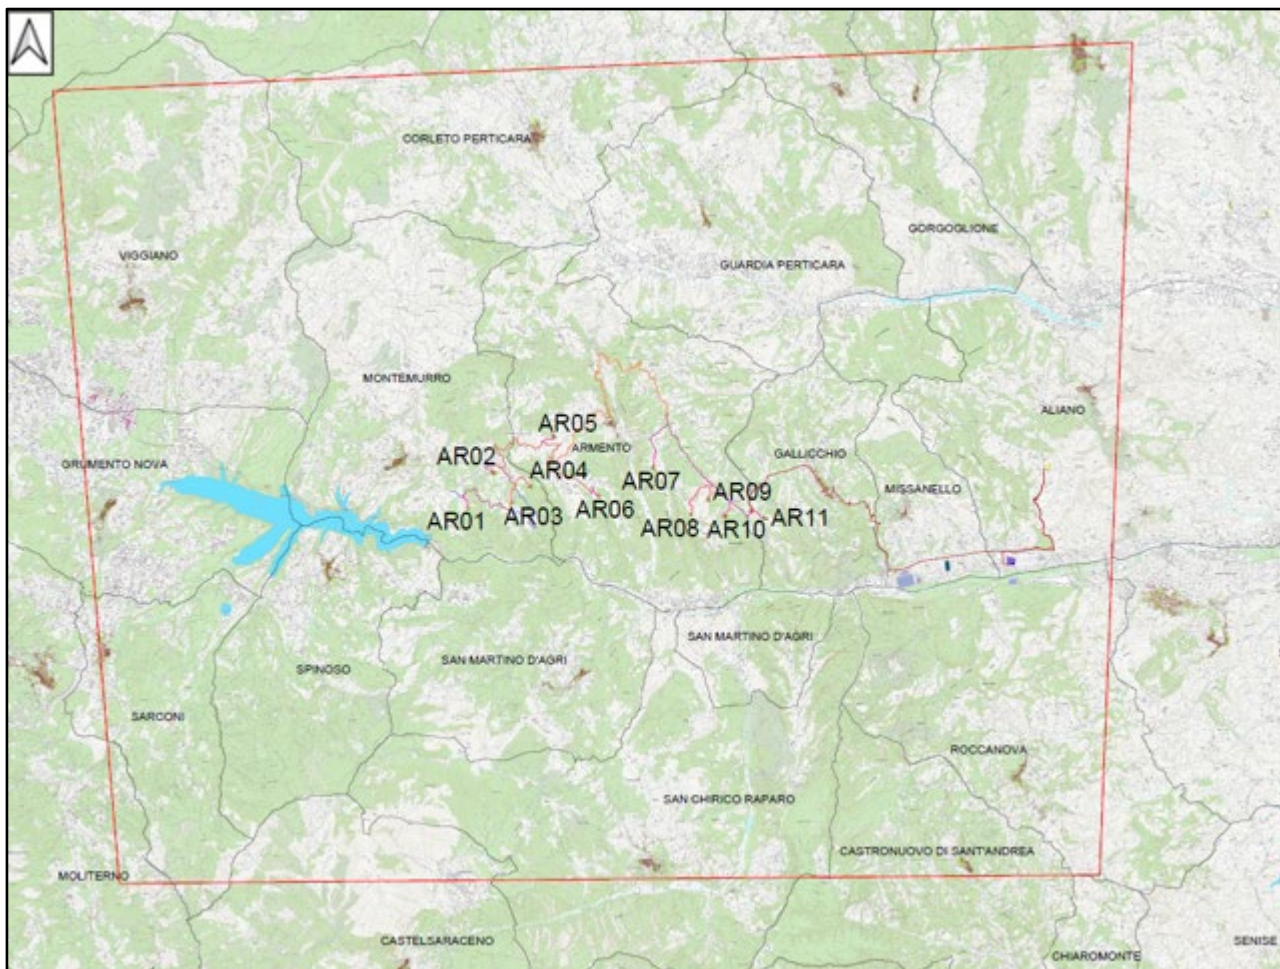 CORLETO PERTICARA
GORGOGLIONE
VIGGIANO
GUARDIA PERTICARA
MONTEMURRO
ALIANO
AR05
ARMENTO
GALLICCHIO
AR02
GRUMENTO NOVA
AR04
AR07
MISSANELLO
AR09
AR01
AR03
AR06
AR08
AR10
AR11
SAN MARTINO D'AGRI
SAN MARTINO D'AGRI
SPINOSO
SARCONI
ROCCANOVA
SAN CHIRICO RAPARO
CASTRONUOVO DI SANT'ANDREA
MOLITERNO
CASTELSARACENO
SENISE
CHIAROMONTE